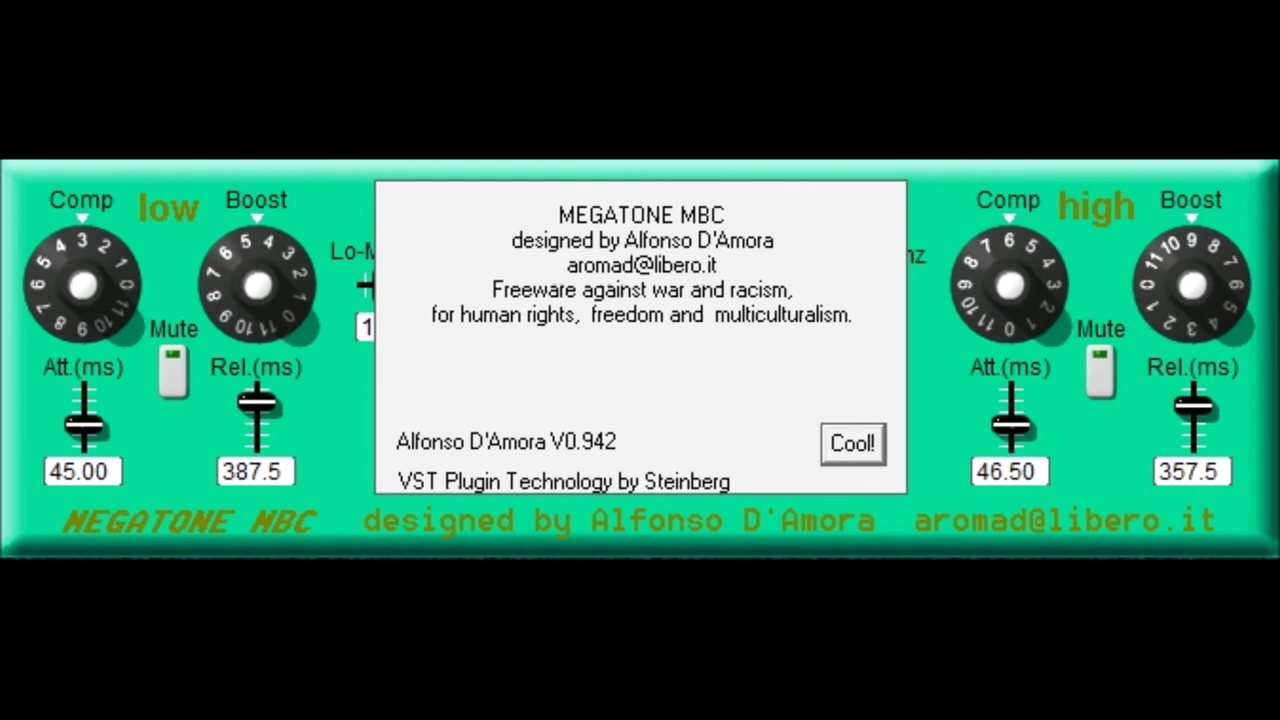 Comp
low
Boost
Lo-M
Mute
Att.(ms)
Rel.(ms)
45.00
387.5
1
MEGATONE MBC
designed by Alfonso D'Amora
aromad@libero.it
Freeware against war and racism,
for human rights, freedom and multiculturalism.
Alfonso D'Amora V0.942
Cool!
VST Plugin Technology by Steinberg
Comp
high
Boost
Mute
Att.(ms)
Rel.(ms)
46.50
357.5
MEGATONE MBC designed by Alfonso D'Amora aromad@libero.it